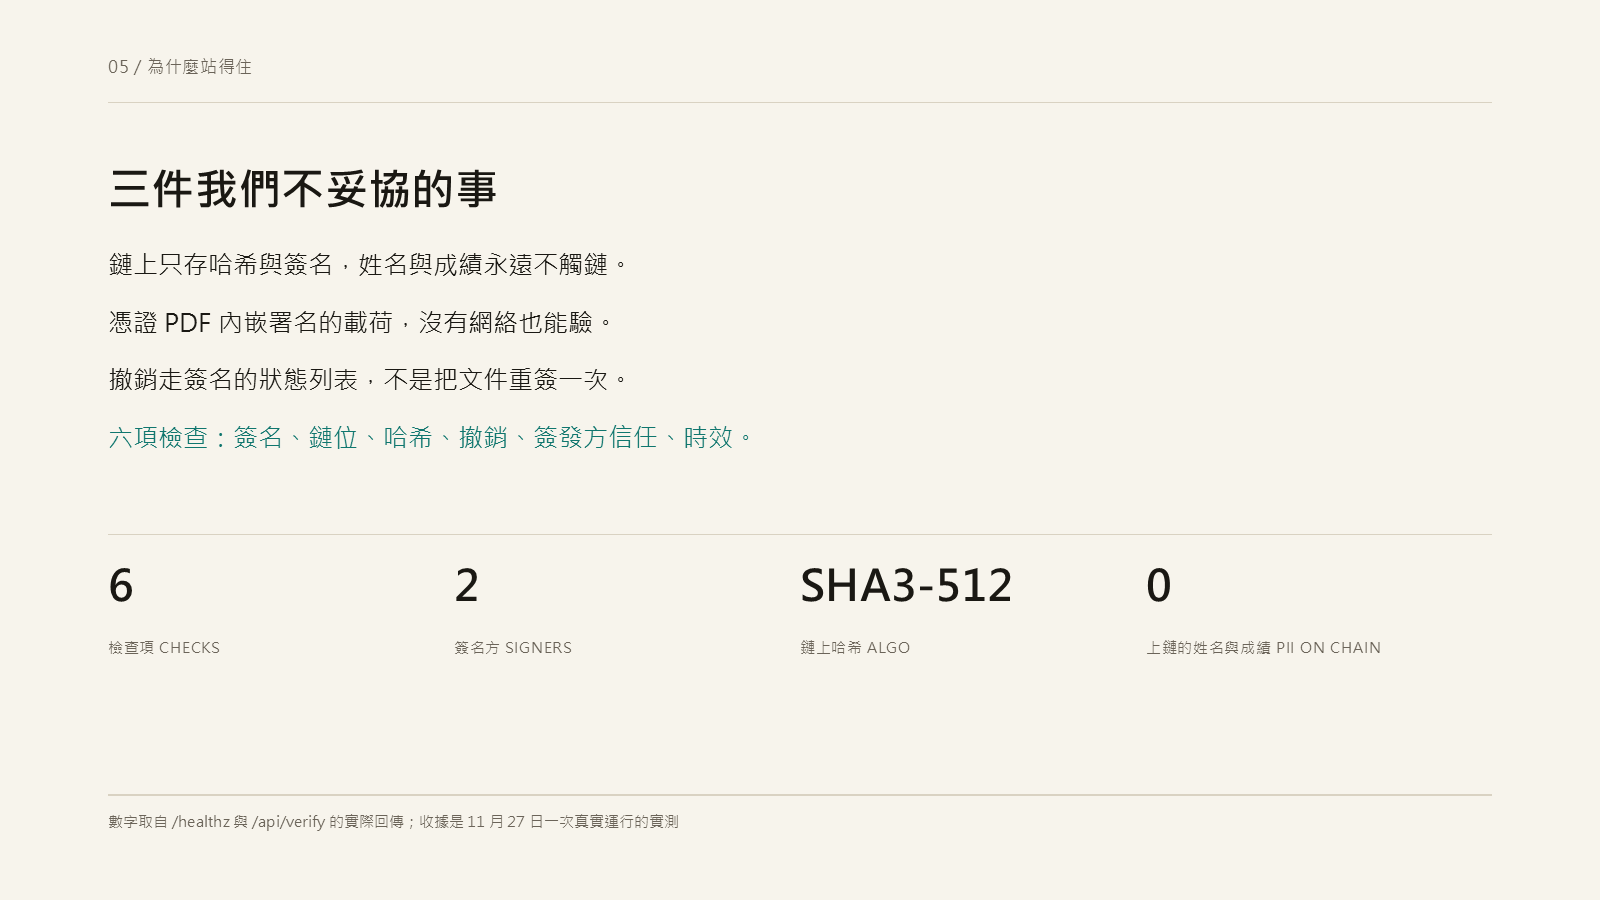 05 / 為什麼站得住
三件我們不妥協的事
鏈上只存哈希與簽名，姓名與成績永遠不觸鏈。
憑證 PDF 內嵌署名的載荷，沒有網絡也能驗。
撤銷走簽名的狀態列表，不是把文件重簽一次。
六項檢查：簽名、鏈位、哈希、撤銷、簽發方信任、時效。
6
2
SHA3-512
0
檢查項 CHECKS
簽名方 SIGNERS
鏈上哈希 ALGO
上鏈的姓名與成績 PII ON CHAIN
數字取自 /healthz 與 /api/verify 的實際回傳；收據是 11 月 27 日一次真實運行的實測